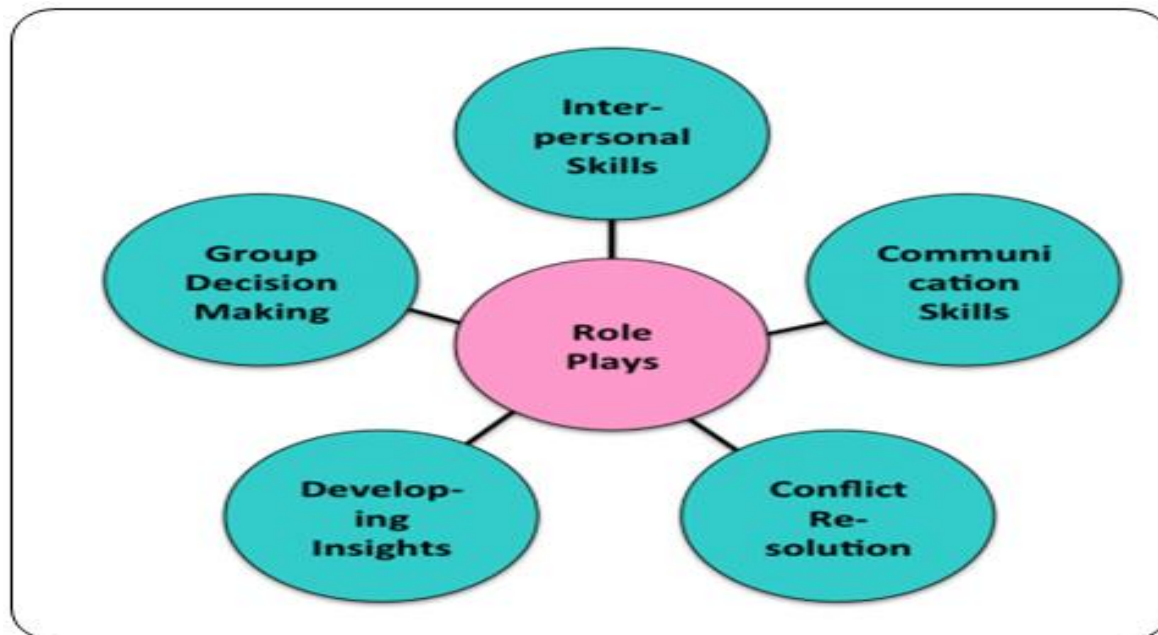 Inter-
personal
Skills
Group
Decision
Making
Communi
cation
Skills
Role
Plays
Develop-
ing
Insights
Conflict
Re-
solution